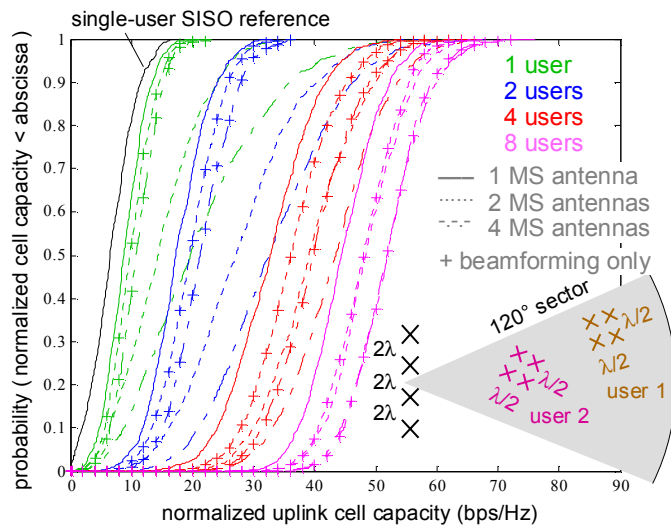 single-user SISO reference
1
0.9
0.8
0.7
0.6
0.5
0.4
0.3
0.2
0.1
0
probability ( normalized cell capacity < abscissa )
1 user
2 users
4 users
8 users
1 MS antenna
2 MS antennas
4 MS antennas
+ beamforming only
120° sector
2λ
2λ
2λ
λ/2
λ/2
user 1
λ/2
λ/2
user 2
0 10 20 30 40 50 60 70 80 90
normalized uplink cell capacity (bps/Hz)